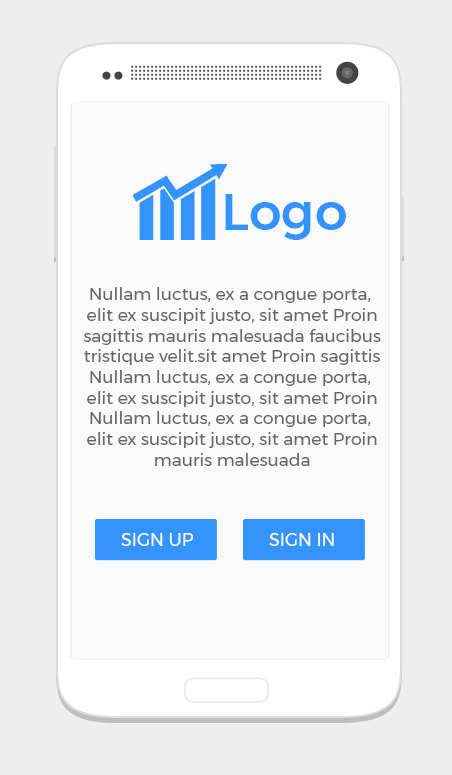 Logo
Nullam luctus, ex a congue porta,
elit ex suscipit justo, sit amet Proin
sagittis mauris malesuada faucibus
tristique velit.sit amet Proin sagittis
Nullam luctus, ex a congue porta,
elit ex suscipit justo, sit amet Proin
Nullam luctus, ex a congue porta,
elit ex suscipit justo, sit amet Proin
mauris malesuada
SIGN UP SIGN IN